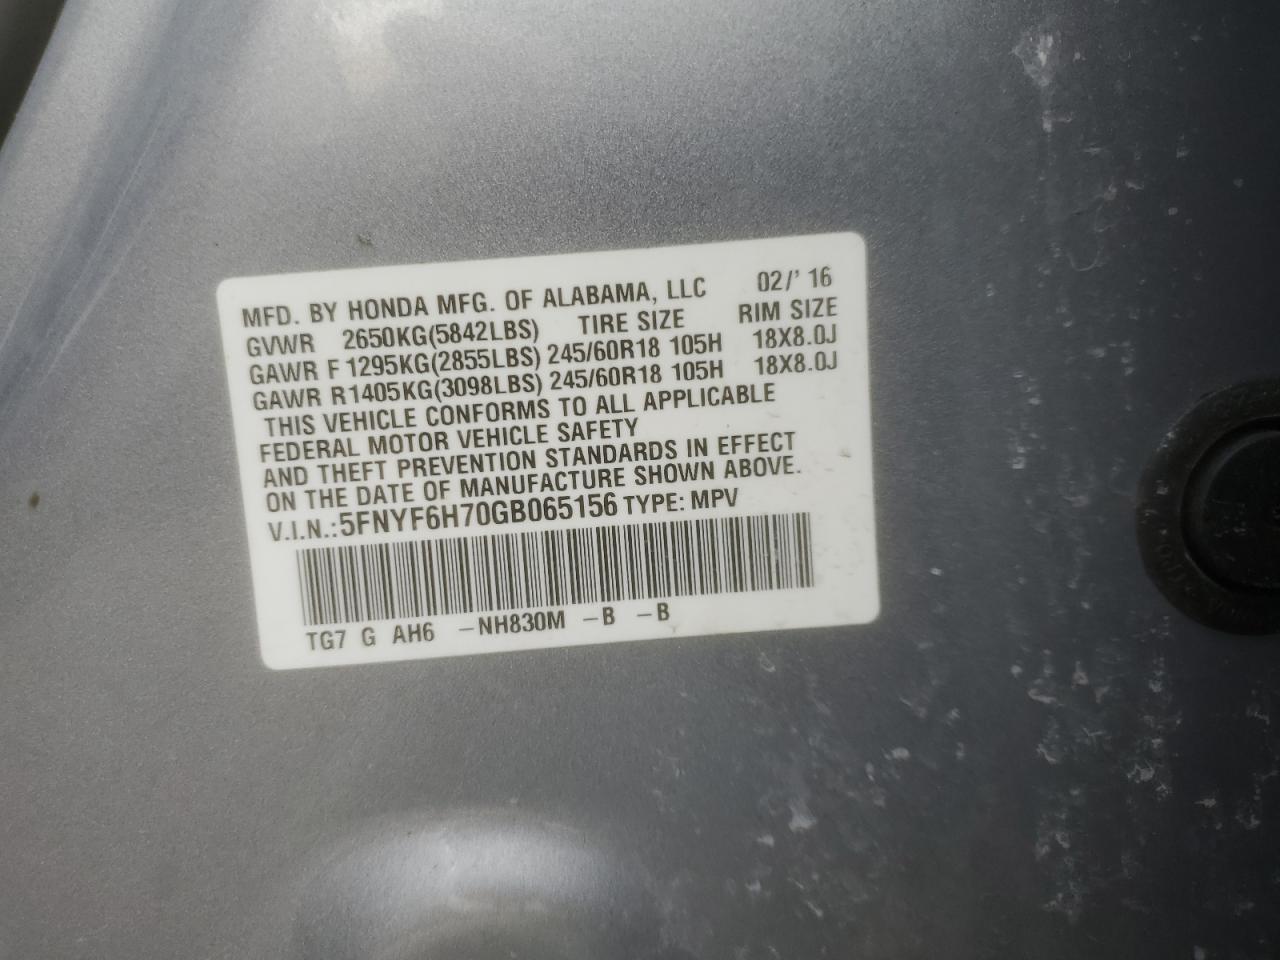 MFD. BY HONDA MFG. OF ALABAMA, LLC 02/' 16
GVWR 2650KG(5842LBS) TIRE SIZE RIM SIZE
GAWR F 1295KG(2855LBS) 245/60R18 105H 18X8.0J
GAWR R1405KG(3098LBS) 245/60R18 105H 18X8.0J
THIS VEHICLE CONFORMS TO ALL APPLICABLE
FEDERAL MOTOR VEHICLE SAFETY
AND THEFT PREVENTION STANDARDS IN EFFECT
ON THE DATE OF MANUFACTURE SHOWN ABOVE.
V.I.N.:5FNYF6H70GB065156 TYPE: MPV
TG7 G AH6 -NH830M -B -B